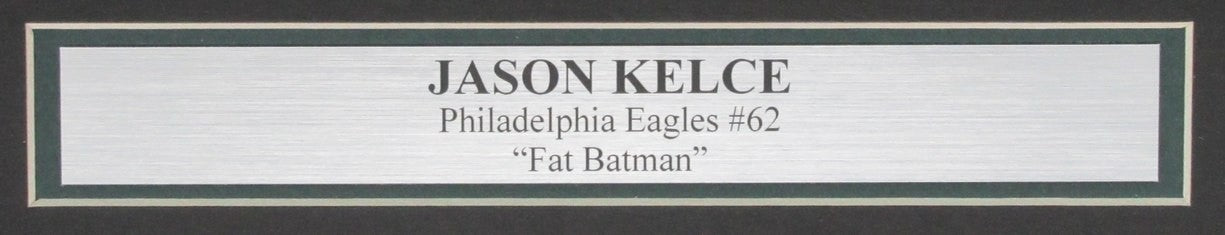 JASON KELCE
Philadelphia Eagles #62
“Fat Batman”